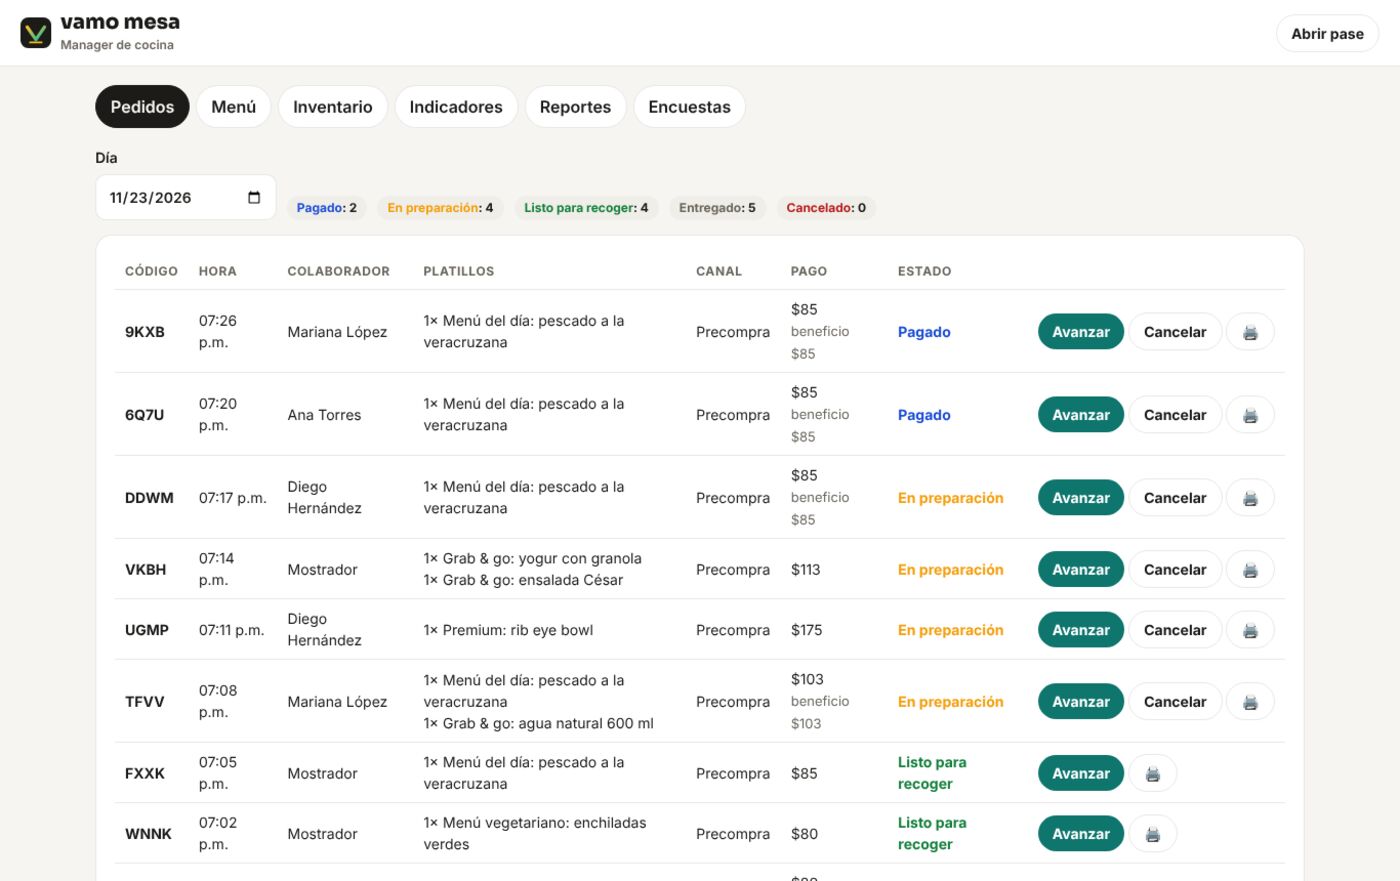 vamo mesa
Manager de cocina
Abrir pase
Pedidos
Menú
Inventario
Indicadores
Reportes
Encuestas
Día
11/23/2026
Pagado: 2
En preparación: 4
Listo para recoger: 4
Entregado: 5
Cancelado: 0
CÓDIGO HORA COLABORADOR PLATILLOS CANAL PAGO ESTADO
9KXB
07:26
p.m.
Mariana López
1× Menú del día: pescado a la
veracruzana
Precompra
$85
beneficio
$85
Pagado
Avanzar
Cancelar
6Q7U
07:20
p.m.
Ana Torres
1× Menú del día: pescado a la
veracruzana
Precompra
$85
beneficio
$85
Pagado
Avanzar
Cancelar
DDWM
07:17 p.m.
Diego
Hernández
1× Menú del día: pescado a la
veracruzana
Precompra
$85
beneficio
$85
En preparación
Avanzar
Cancelar
VKBH
07:14
p.m.
Mostrador
1× Grab & go: yogur con granola
1× Grab & go: ensalada César
Precompra
$113
En preparación
Avanzar
Cancelar
UGMP
07:11 p.m.
Diego
Hernández
1× Premium: rib eye bowl
Precompra
$175
En preparación
Avanzar
Cancelar
TFVV
07:08
p.m.
Mariana López
1× Menú del día: pescado a la
veracruzana
1× Grab & go: agua natural 600 ml
Precompra
$103
beneficio
$103
En preparación
Avanzar
Cancelar
FXXK
07:05
p.m.
Mostrador
1× Menú del día: pescado a la
veracruzana
Precompra
$85
Listo para
recoger
Avanzar
WNNK
07:02
p.m.
Mostrador
1× Menú vegetariano: enchiladas
verdes
Precompra
$80
Listo para
recoger
Avanzar